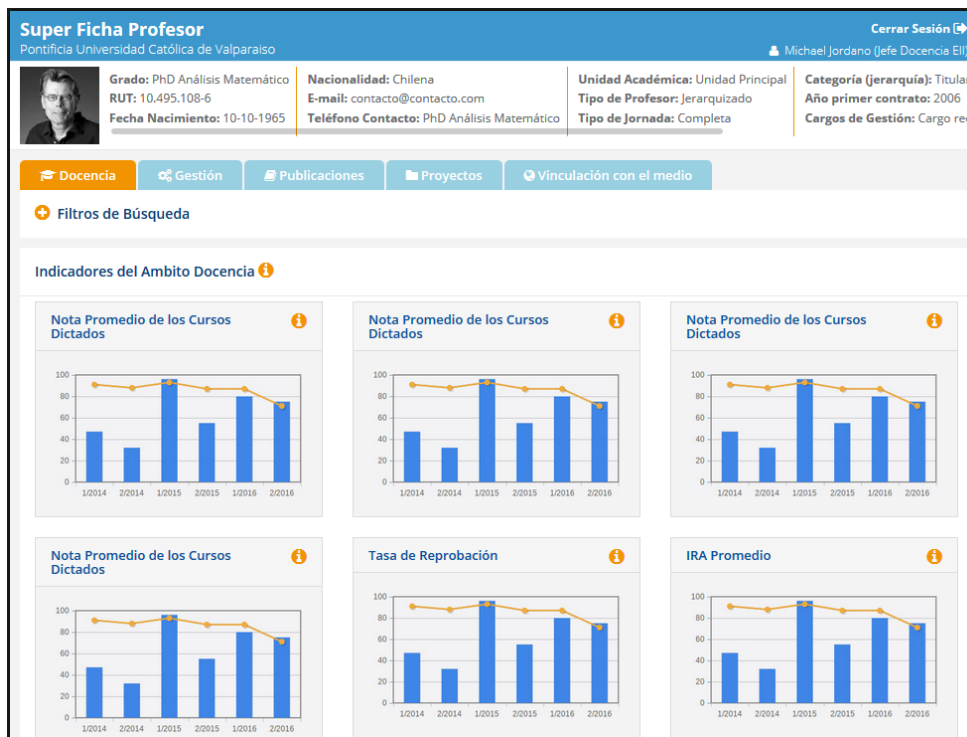 Super Ficha Profesor
Pontificia Universidad Católica de Valparaiso
Cerrar Sesión
Michael Jordano (Jefe Docencia EII)
Grado: PhD Análisis Matemático
RUT: 10.495.108-6
Fecha Nacimiento: 10-10-1965
Nacionalidad: Chilena
E-mail: contacto@contacto.com
Teléfono Contacto: PhD Análisis Matemático
Unidad Académica: Unidad Principal
Tipo de Profesor: Jerarquizado
Tipo de Jornada: Completa
Categoría (jerarquía): Titular
Año primer contrato: 2006
Cargos de Gestión: Cargo re
Docencia
Gestión
Publicaciones
Proyectos
Vinculación con el medio
Filtros de Búsqueda
Indicadores del Ambito Docencia
Nota Promedio de los Cursos
Dictados
100
80
60
40
20
0
1/2014 2/2014 1/2015 2/2015 1/2016 2/2016
Nota Promedio de los Cursos
Dictados
100
80
60
40
20
0
1/2014 2/2014 1/2015 2/2015 1/2016 2/2016
Nota Promedio de los Cursos
Dictados
100
80
60
40
20
0
1/2014 2/2014 1/2015 2/2015 1/2016 2/2016
Nota Promedio de los Cursos
Dictados
100
80
60
40
20
0
1/2014 2/2014 1/2015 2/2015 1/2016 2/2016
Tasa de Reprobación
100
80
60
40
20
0
1/2014 2/2014 1/2015 2/2015 1/2016 2/2016
IRA Promedio
100
80
60
40
20
0
1/2014 2/2014 1/2015 2/2015 1/2016 2/2016